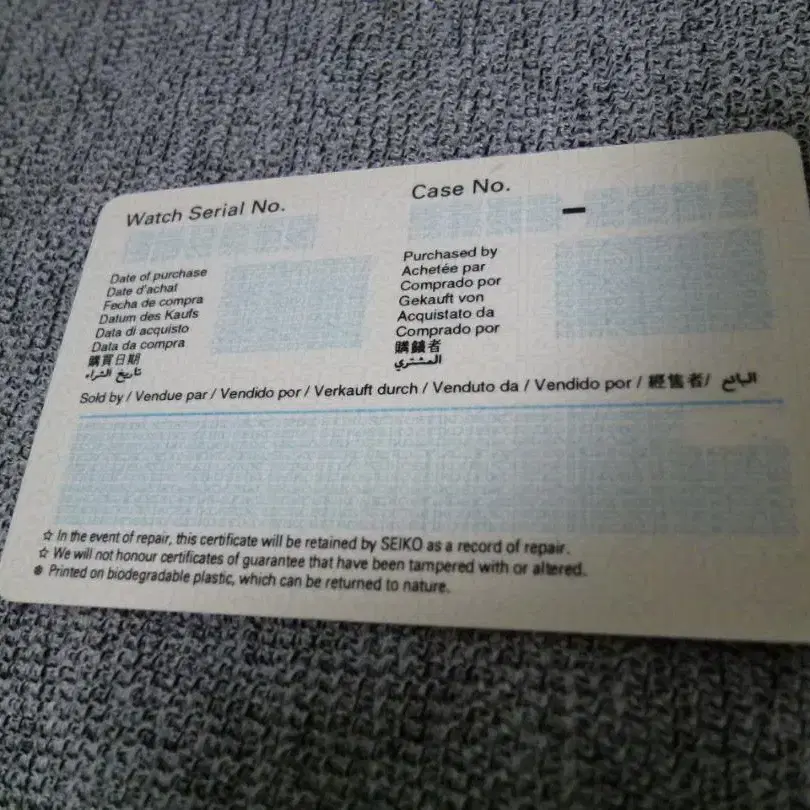 Watch Serial No.
Case No.
–
Date of purchase
Date d'achat
Fecha de compra
Datum des Kaufs
Data di acquisto
Data da compra
購買日期
تاريخ الشراء
Purchased by
Achetée par
Comprado por
Gekauft von
Acquistato da
Comprado por
購錶者
المشتري
Sold by / Vendue par / Vendido por / Verkauft durch / Venduto da / Vendido por / 經售者/ البائع
☆ In the event of repair, this certificate will be retained by SEIKO as a record of repair.
☆ We will not honour certificates of guarantee that have been tampered with or altered.
● Printed on biodegradable plastic, which can be returned to nature.